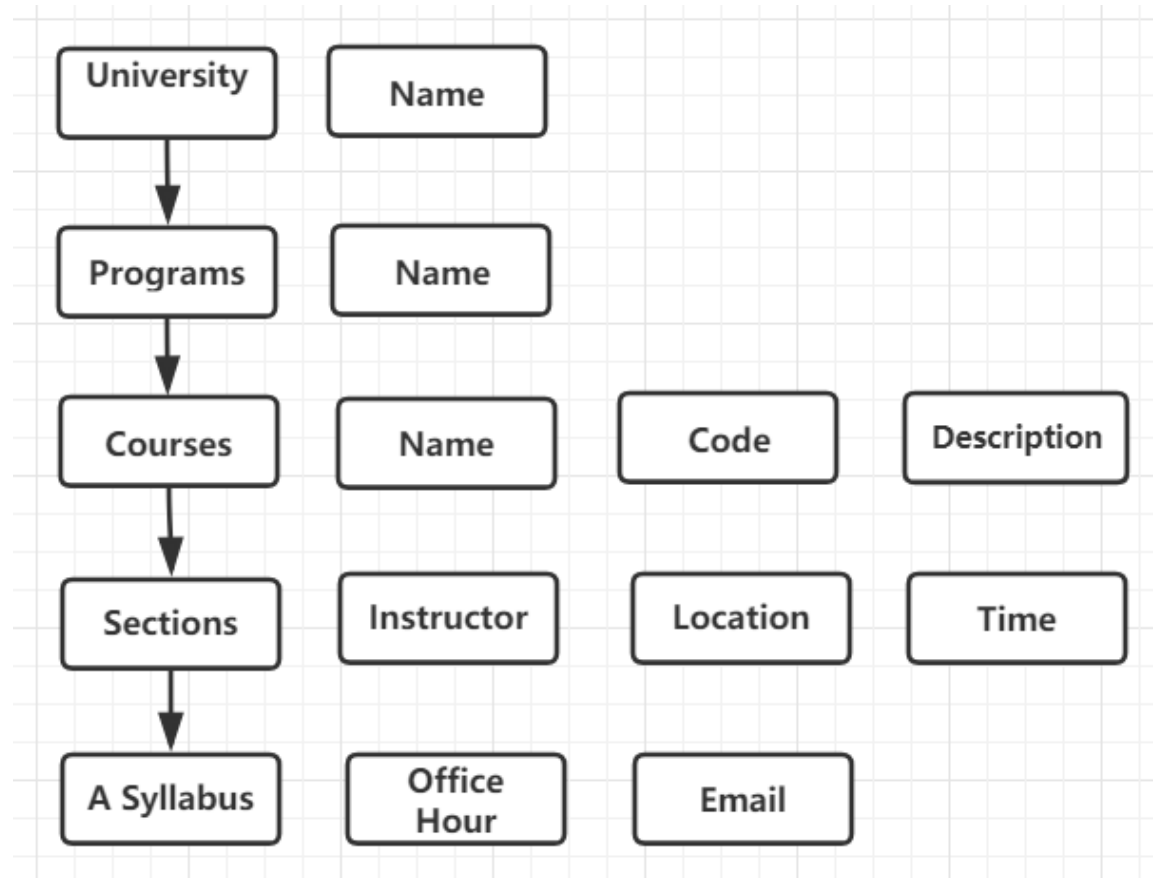 University
Name
Programs
Name
Courses
Name
Code
Description
Sections
Instructor
Location
Time
A Syllabus
Office
Hour
Email